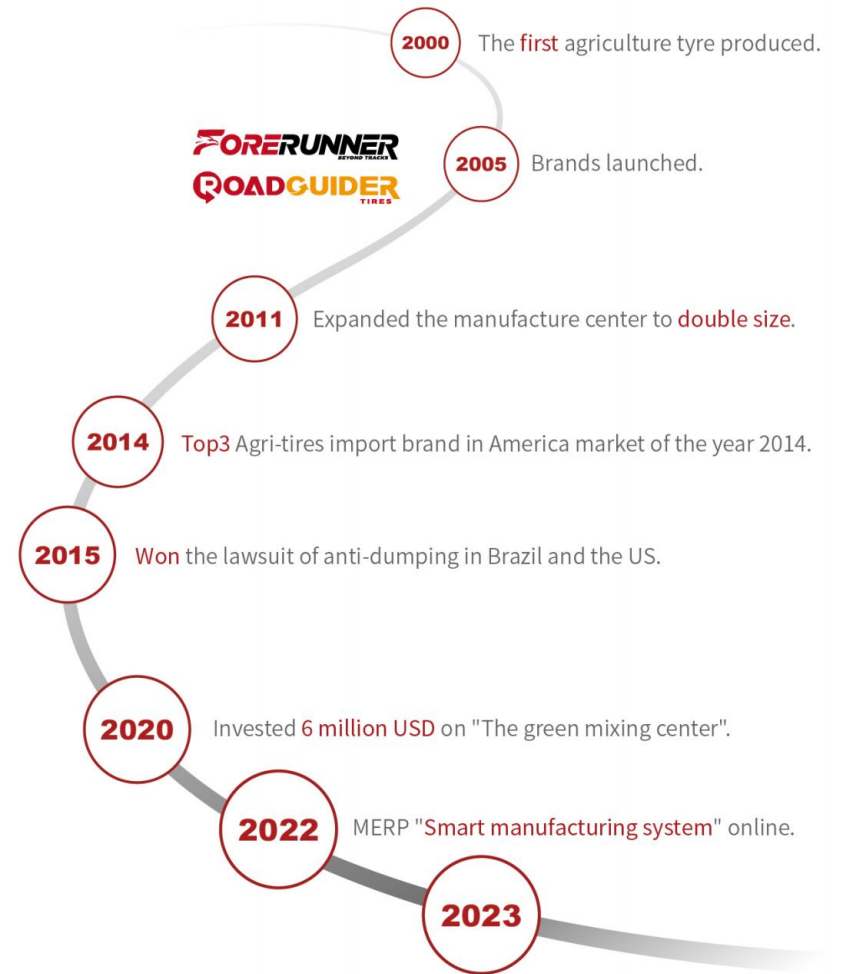 2000 The first agriculture tyre produced.
FORERUNNER
BEYOND TRACKS
2005 Brands launched.
ROADGUIDER
TIRES
2011 Expanded the manufacture center to double size.
2014 Top3 Agri-tires import brand in America market of the year 2014.
2015 Won the lawsuit of anti-dumping in Brazil and the US.
2020 Invested 6 million USD on "The green mixing center".
2022 MERP "Smart manufacturing system" online.
2023